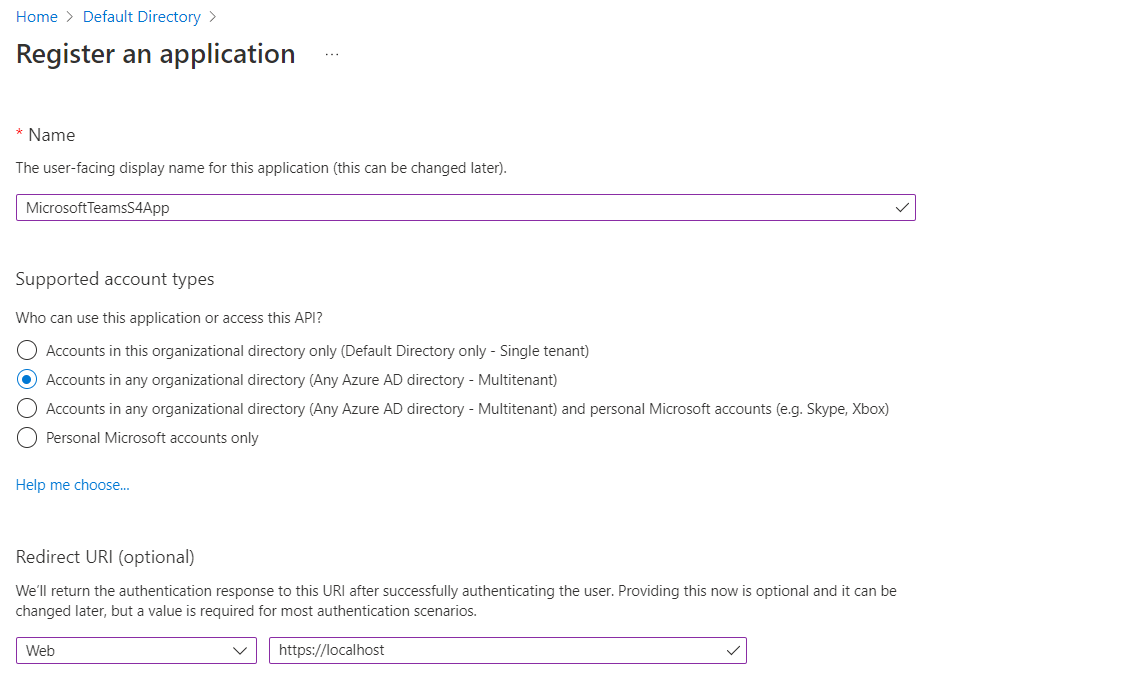 Home > Default Directory >
Register an application ...
* Name
The user-facing display name for this application (this can be changed later).
MicrosoftTeamsS4App
Supported account types
Who can use this application or access this API?
Accounts in this organizational directory only (Default Directory only - Single tenant)
Accounts in any organizational directory (Any Azure AD directory - Multitenant)
Accounts in any organizational directory (Any Azure AD directory - Multitenant) and personal Microsoft accounts (e.g. Skype, Xbox)
Personal Microsoft accounts only
Help me choose...
Redirect URI (optional)
We'll return the authentication response to this URI after successfully authenticating the user. Providing this now is optional and it can be
changed later, but a value is required for most authentication scenarios.
Web https://localhost